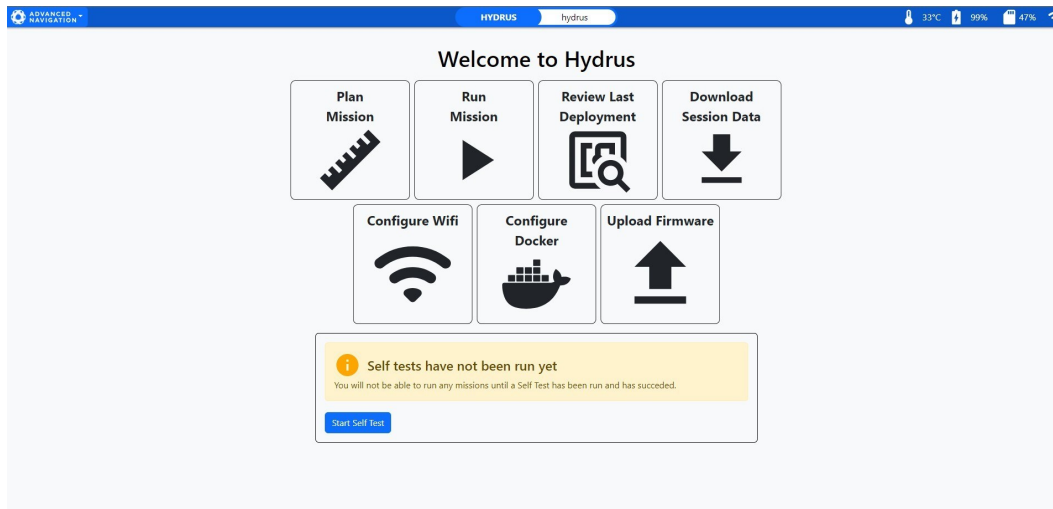 ADVANCED
NAVIGATION
HYDRUS
hydrus
33°C
99%
47%
Welcome to Hydrus
Plan
Mission
Run
Mission
Review Last
Deployment
Download
Session Data
Configure Wifi
Configure
Docker
Upload Firmware
Self tests have not been run yet
You will not be able to run any missions until a Self Test has been run and has succeded.
Start Self Test